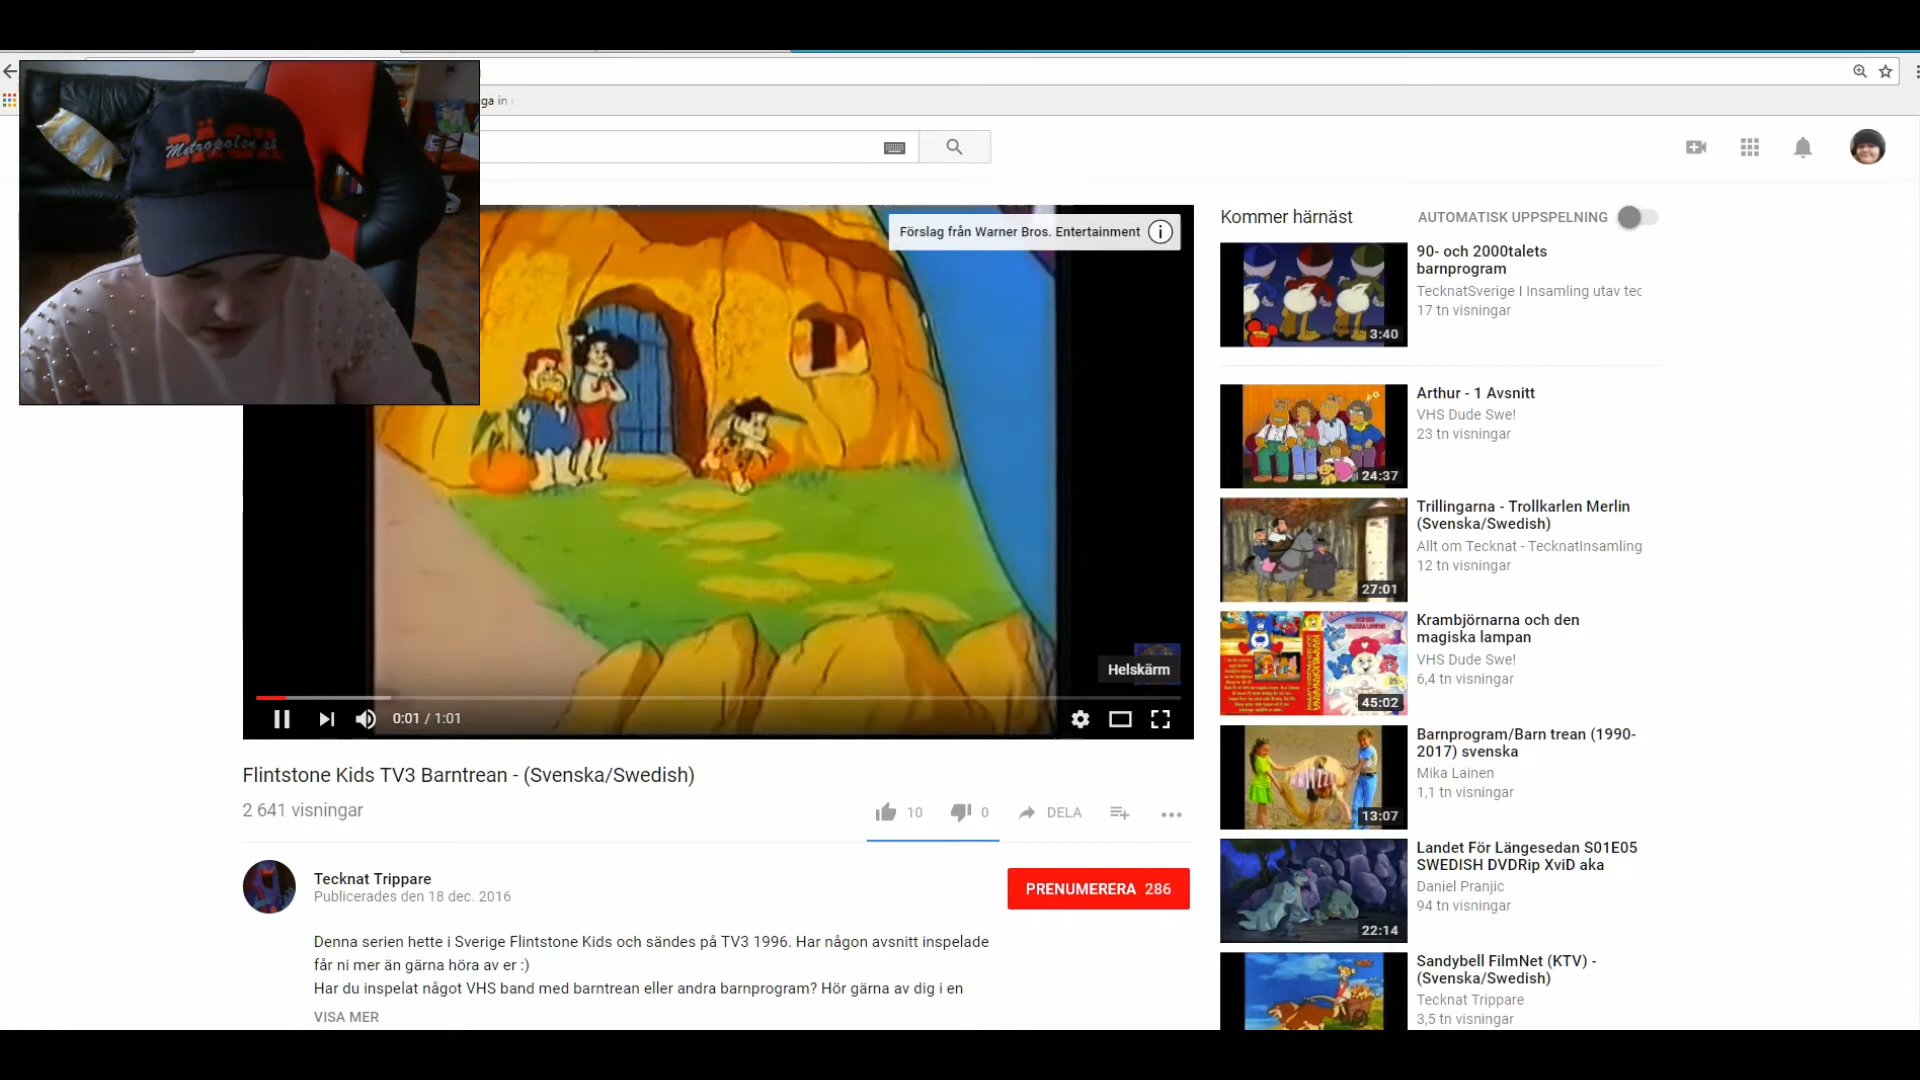 ga in
BÄCK
Metropolen ab
Förslag från Warner Bros. Entertainment
Helskärm
0:01 / 1:01
Flintstone Kids TV3 Barntrean - (Svenska/Swedish)
2 641 visningar
10
0
DELA
Tecknat Trippare
Publicerades den 18 dec. 2016
PRENUMERERA 286
Denna serien hette i Sverige Flintstone Kids och sändes på TV3 1996. Har någon avsnitt inspelade
får ni mer än gärna höra av er :)
Har du inspelat något VHS band med barntrean eller andra barnprogram? Hör gärna av dig i en
VISA MER
Kommer härnäst
AUTOMATISK UPPSPELNING
90- och 2000talets
barnprogram
TecknatSverige I Insamling utav tec
17 tn visningar
3:40
Arthur - 1 Avsnitt
VHS Dude Swe!
23 tn visningar
24:37
Trillingarna - Trollkarlen Merlin
(Svenska/Swedish)
Allt om Tecknat - TecknatInsamling
12 tn visningar
27:01
Krambjörnarna och den
magiska lampan
VHS Dude Swe!
6,4 tn visningar
45:02
Barnprogram/Barn trean (1990-
2017) svenska
Mika Lainen
1,1 tn visningar
13:07
Landet För Längesedan S01E05
SWEDISH DVDRip XviD aka
Daniel Pranjic
94 tn visningar
22:14
Sandybell FilmNet (KTV) -
(Svenska/Swedish)
Tecknat Trippare
3,5 tn visningar